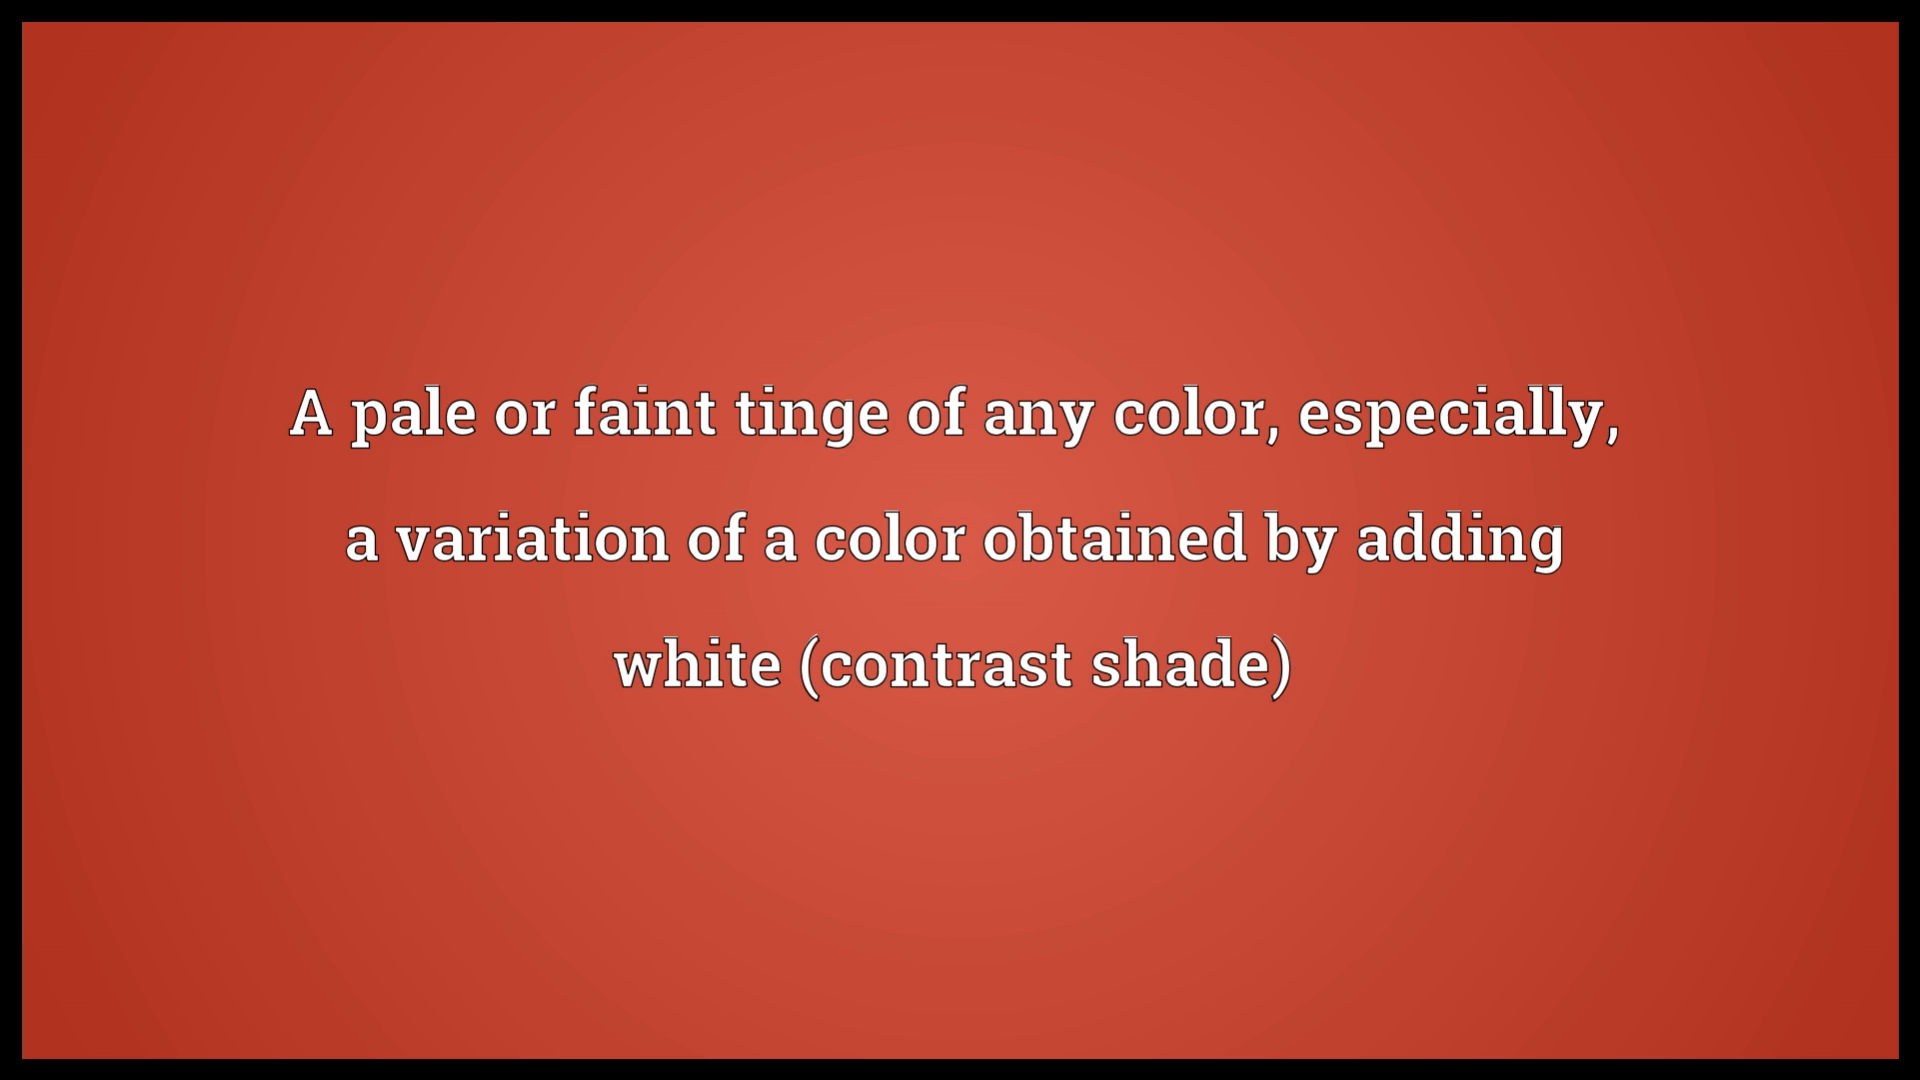 A pale or faint tinge of any color, especially,
a variation of a color obtained by adding
white (contrast shade)